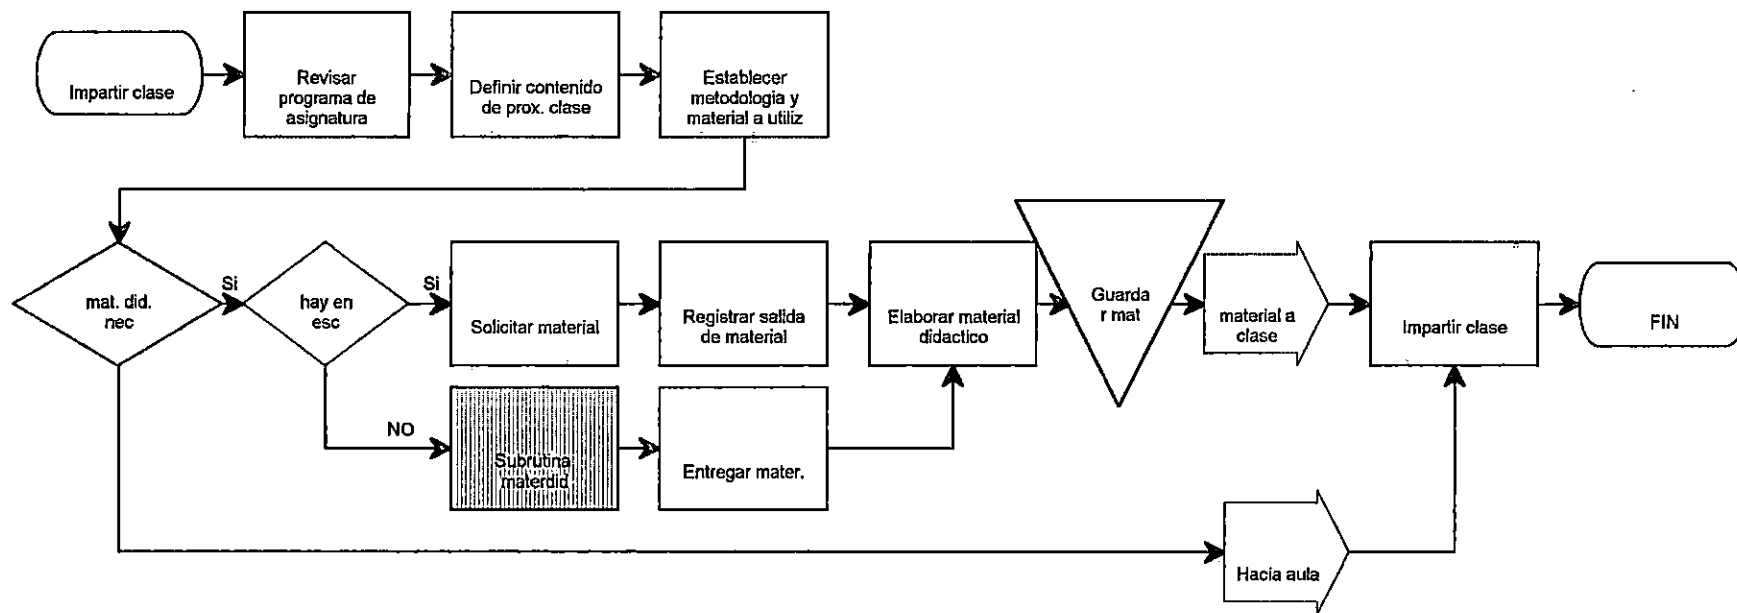 Impartir clase
Revisar
programa de
asignatura
Definir contenido
de prox. clase
Establecer
metodologia y
material a utiliz
mat. did.
nec
Si
hay en
esc
Si
Solicitar material
Registrar salida
de material
Elaborar material
didactico
Guarda
r mat
material a
clase
Impartir clase
FIN
NO
Subrutina
materdid
Entregar mater.
Hacia aula